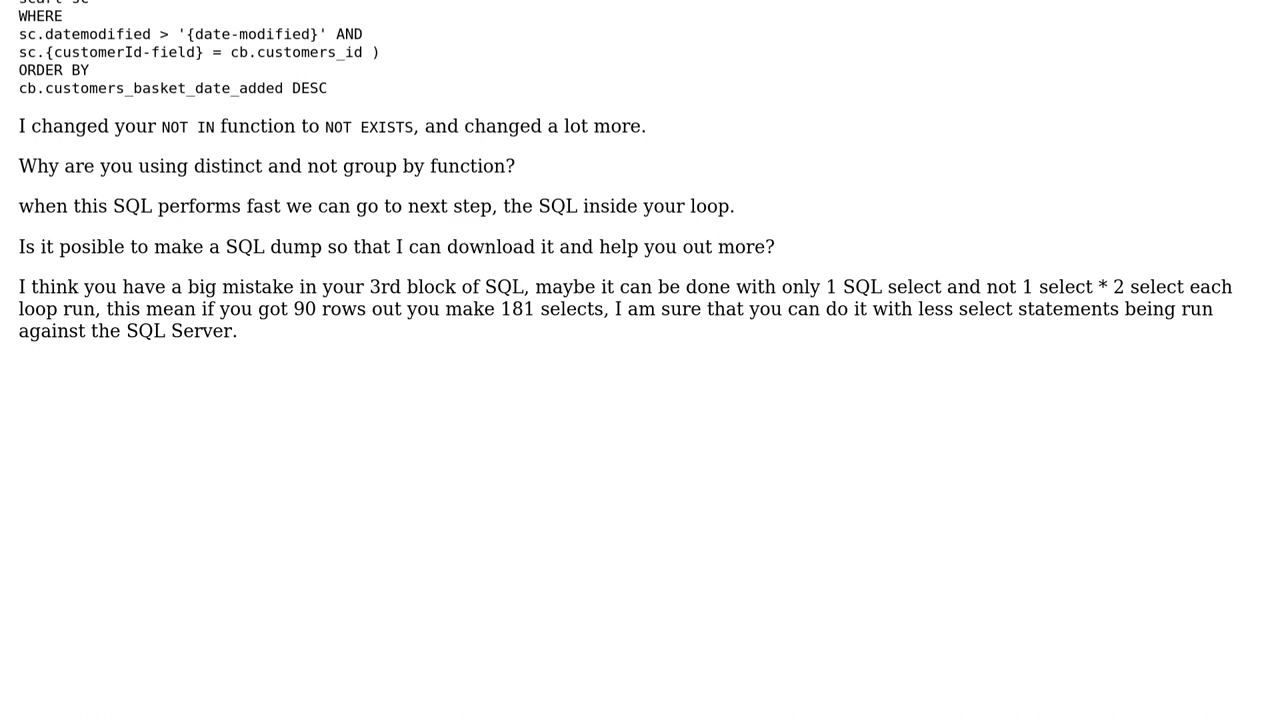 WHERE
sc.datemodified > '{date-modified}' AND
sc.{customerId-field} = cb.customers_id )
ORDER BY
cb.customers_basket_date_added DESC
I changed your NOT IN function to NOT EXISTS, and changed a lot more.
Why are you using distinct and not group by function?
when this SQL performs fast we can go to next step, the SQL inside your loop.
Is it posible to make a SQL dump so that I can download it and help you out more?
I think you have a big mistake in your 3rd block of SQL, maybe it can be done with only 1 SQL select and not 1 select * 2 select each
loop run, this mean if you got 90 rows out you make 181 selects, I am sure that you can do it with less select statements being run
against the SQL Server.